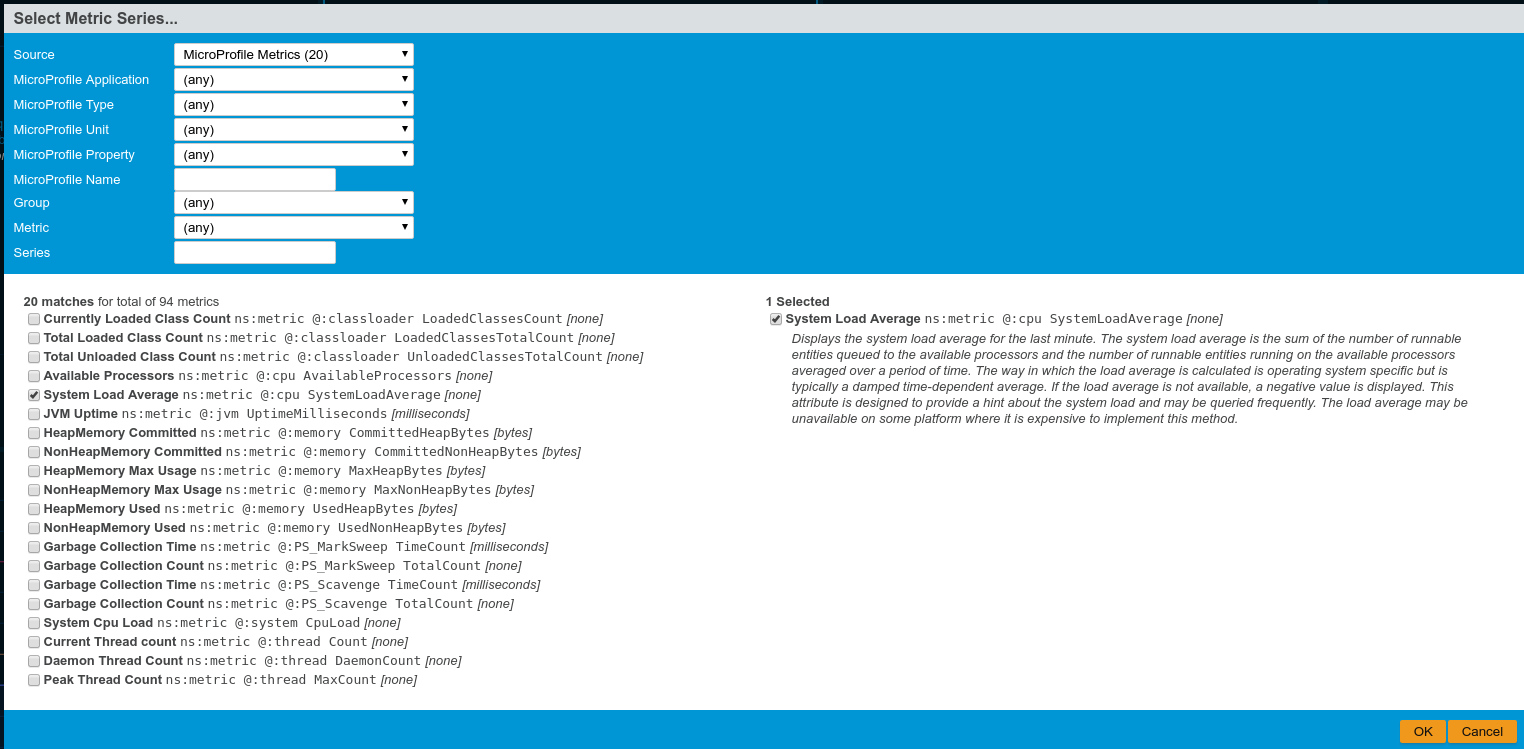 Select Metric Series...
Source MicroProfile Metrics (20)
MicroProfile Application (any)
MicroProfile Type (any)
MicroProfile Unit (any)
MicroProfile Property (any)
MicroProfile Name
Group (any)
Metric (any)
Series
20 matches for total of 94 metrics
Currently Loaded Class Count ns:metric @:classloader LoadedClassesCount [none]
Total Loaded Class Count ns:metric @:classloader LoadedClassesTotalCount [none]
Total Unloaded Class Count ns:metric @:classloader UnloadedClassesTotalCount [none]
Available Processors ns:metric @:cpu AvailableProcessors [none]
System Load Average ns:metric @:cpu SystemLoadAverage [none]
JVM Uptime ns:metric @:jvm UptimeMilliseconds [milliseconds]
HeapMemory Committed ns:metric @:memory CommittedHeapBytes [bytes]
NonHeapMemory Committed ns:metric @:memory CommittedNonHeapBytes [bytes]
HeapMemory Max Usage ns:metric @:memory MaxHeapBytes [bytes]
NonHeapMemory Max Usage ns:metric @:memory MaxNonHeapBytes [bytes]
HeapMemory Used ns:metric @:memory UsedHeapBytes [bytes]
NonHeapMemory Used ns:metric @:memory UsedNonHeapBytes [bytes]
Garbage Collection Time ns:metric @:PS_MarkSweep TimeCount [milliseconds]
Garbage Collection Count ns:metric @:PS_MarkSweep TotalCount [none]
Garbage Collection Time ns:metric @:PS_Scavenge TimeCount [milliseconds]
Garbage Collection Count ns:metric @:PS_Scavenge TotalCount [none]
System Cpu Load ns:metric @:system CpuLoad [none]
Current Thread count ns:metric @:thread Count [none]
Daemon Thread Count ns:metric @:thread DaemonCount [none]
Peak Thread Count ns:metric @:thread MaxCount [none]
1 Selected
System Load Average ns:metric @:cpu SystemLoadAverage [none]
Displays the system load average for the last minute. The system load average is the sum of the number of runnable
entities queued to the available processors and the number of runnable entities running on the available processors
averaged over a period of time. The way in which the load average is calculated is operating system specific but is
typically a damped time-dependent average. If the load average is not available, a negative value is displayed. This
attribute is designed to provide a hint about the system load and may be queried frequently. The load average may be
unavailable on some platform where it is expensive to implement this method.
OK Cancel